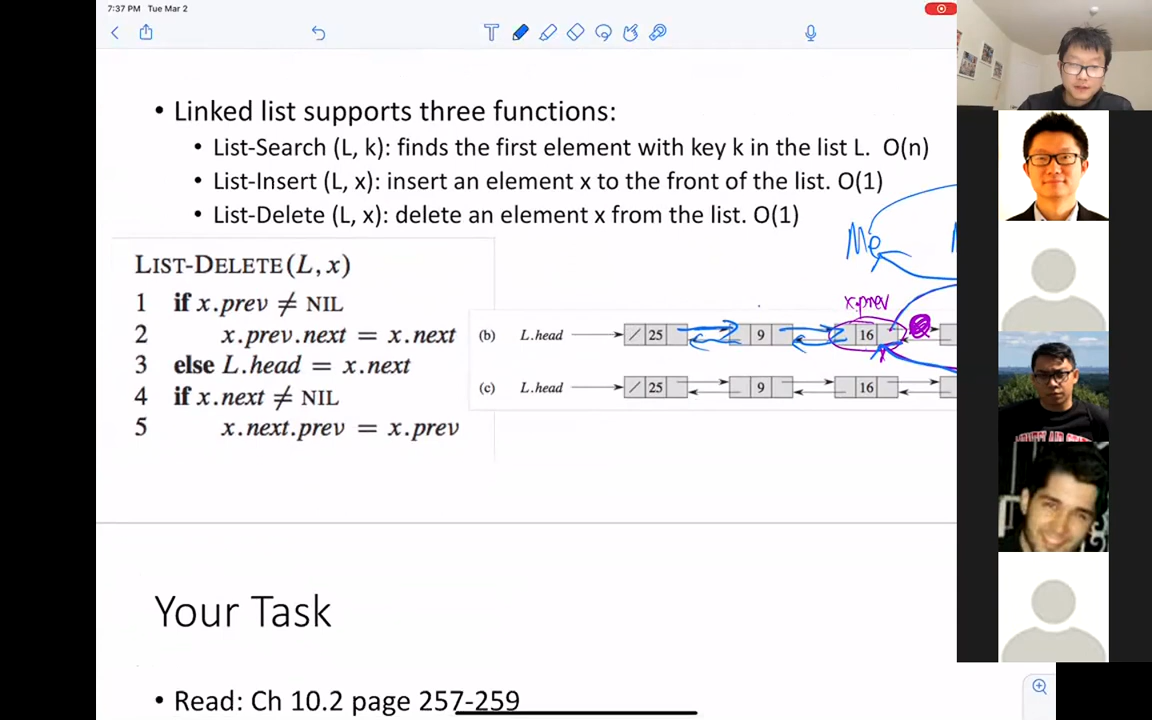 7:37 PM Tue Mar 2
• Linked list supports three functions:
• List-Search (L, k): finds the first element with key k in the list L. O(n)
• List-Insert (L, x): insert an element x to the front of the list. O(1)
• List-Delete (L, x): delete an element x from the list. O(1)
Me
LIST-DELETE(L, x)
1 if x.prev ≠ NIL
2 x.prev.next = x.next
3 else L.head = x.next
4 if x.next ≠ NIL
5 x.next.prev = x.prev
x.prev
(b) L.head / 25 9 16
(c) L.head / 25 9 16
Your Task
• Read: Ch 10.2 page 257-259